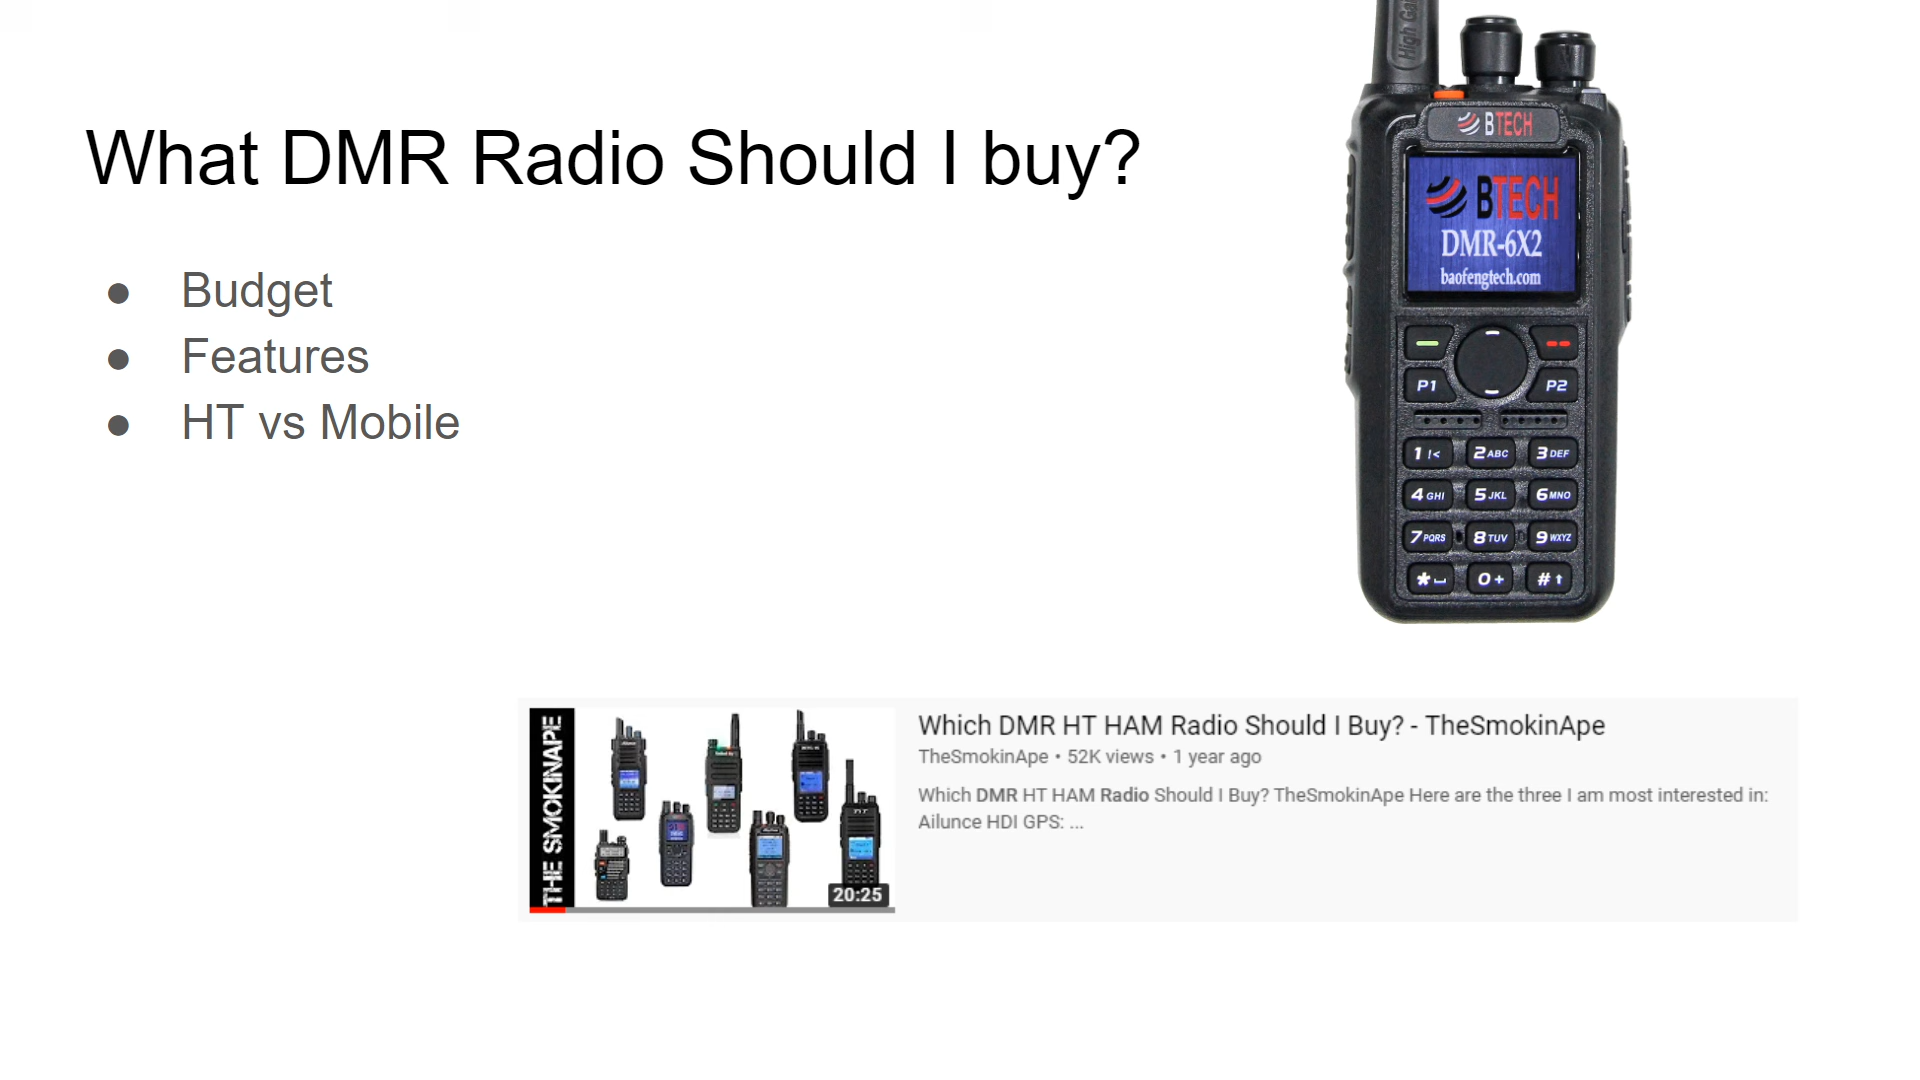 What DMR Radio Should I buy?
● Budget
● Features
● HT vs Mobile
High Ga
BTECH
BTECH
DMR-6X2
baofengtech.com
P1 P2
1 !< 2 ABC 3 DEF
4 GHI 5 JKL 6 MNO
7 PQRS 8 TUV 9 WXYZ
* 0+ #
THE SMOKINAPE
20:25
Which DMR HT HAM Radio Should I Buy? - TheSmokinApe
TheSmokinApe • 52K views • 1 year ago
Which DMR HT HAM Radio Should I Buy? TheSmokinApe Here are the three I am most interested in:
Ailunce HDI GPS: ...